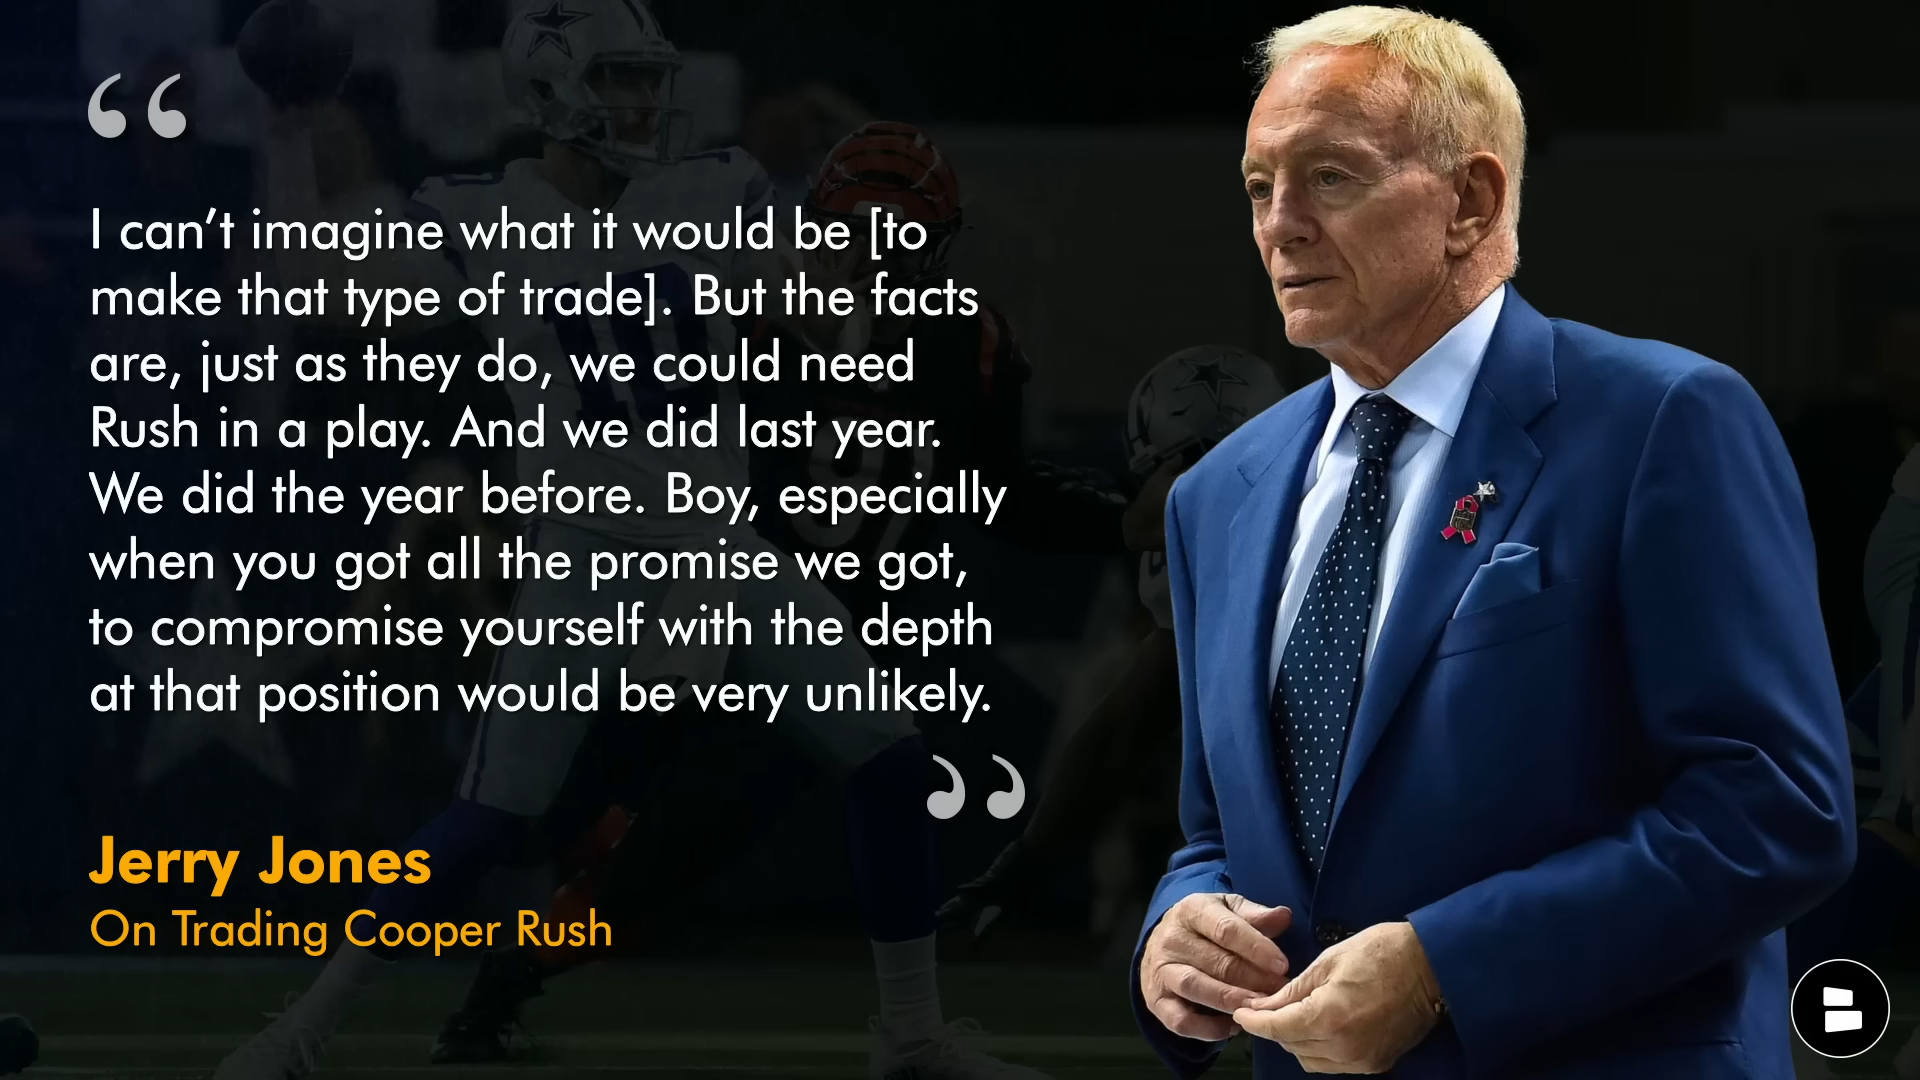 “
I can’t imagine what it would be [to
make that type of trade]. But the facts
are, just as they do, we could need
Rush in a play. And we did last year.
We did the year before. Boy, especially
when you got all the promise we got,
to compromise yourself with the depth
at that position would be very unlikely.
”
Jerry Jones
On Trading Cooper Rush